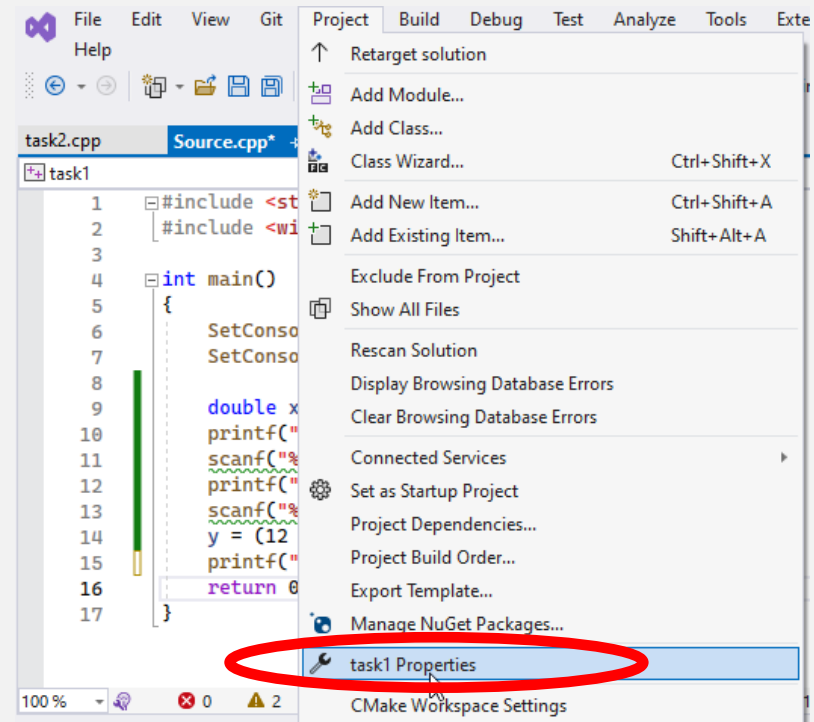 File Edit View Git Project Build Debug Test Analyze Tools Exte
Help
Retarget solution
Add Module...
Add Class...
Class Wizard... Ctrl+Shift+X
Add New Item... Ctrl+Shift+A
Add Existing Item... Shift+Alt+A
Exclude From Project
Show All Files
Rescan Solution
Display Browsing Database Errors
Clear Browsing Database Errors
Connected Services
Set as Startup Project
Project Dependencies...
Project Build Order...
Export Template...
Manage NuGet Packages...
task1 Properties
CMake Workspace Settings
task2.cpp Source.cpp*
task1
1 #include <st
2 #include <wi
3
4 int main()
5 {
6 SetConso
7 SetConso
8
9 double x
10 printf("
11 scanf("%
12 printf("
13 scanf("%
14 y = (12
15 printf("
16 return 0
17 }
100 % 0 2